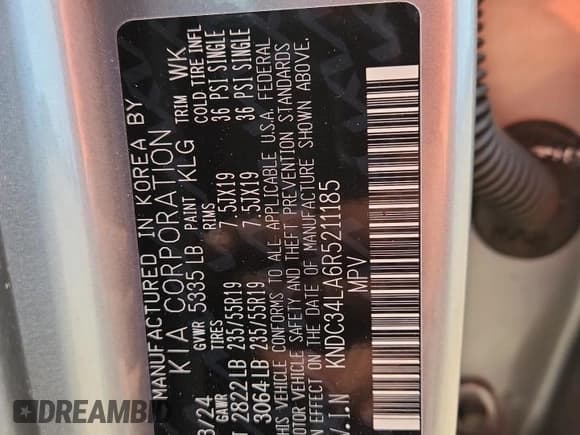 MANUFACTURED IN KOREA BY
KIA CORPORATION
/24 GVWR 5335 LB PAINT KLG TRIM WK
GAWR TIRES RIMS COLD TIRE INFL
T 2822 LB 235/55R19 7.5JX19 36 PSI SINGLE
3064 LB 235/55R19 7.5JX19 36 PSI SINGLE
THIS VEHICLE CONFORMS TO ALL APPLICABLE U.S.A. FEDERAL
MOTOR VEHICLE SAFETY AND THEFT PREVENTION STANDARDS
IN EFFECT ON THE DATE OF MANUFACTURE SHOWN ABOVE.
V.I.N KNDC34LA6R5211185
MPV
DREAMBID